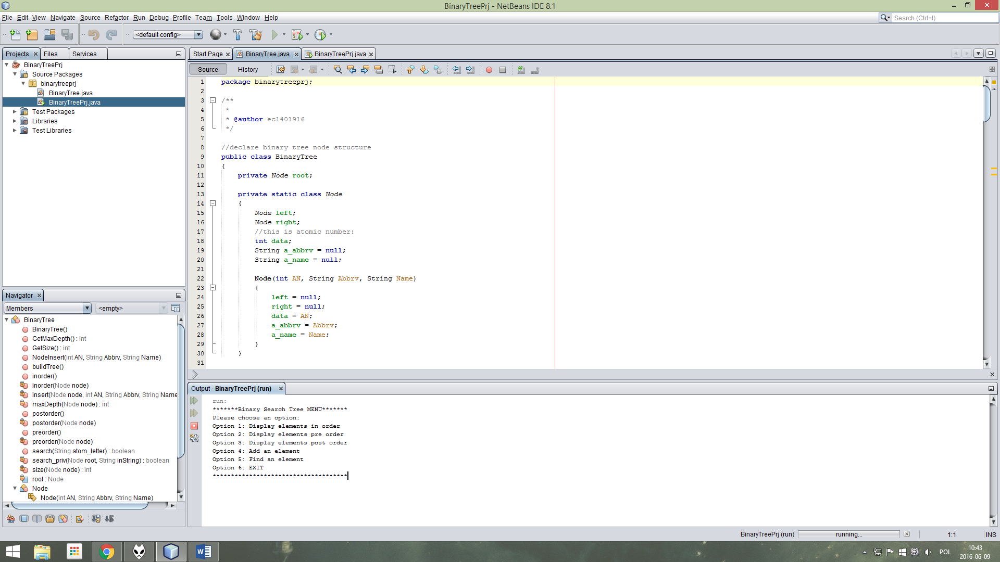 BinaryTreePrj - NetBeans IDE 8.1
File Edit View Navigate Source Refactor Run Debug Profile Team Tools Window Help
Search (Ctrl+I)
<default config>
Projects Files Services
BinaryTreePrj
Source Packages
binarytreeprj
BinaryTree.java
BinaryTreePrj.java
Test Packages
Libraries
Test Libraries
Start Page BinaryTree.java BinaryTreePrj.java
Source History
1 package binarytreeprj;
2
3 /**
4 *
5 * @author ec1401916
6 */
7
8 //declare binary tree node structure
9 public class BinaryTree
10 {
11 private Node root;
12
13 private static class Node
14 {
15 Node left;
16 Node right;
17 //this is atomic number:
18 int data;
19 String a_abbrv = null;
20 String a_name = null;
21
22 Node(int AN, String Abbrv, String Name)
23 {
24 left = null;
25 right = null;
26 data = AN;
27 a_abbrv = Abbrv;
28 a_name = Name;
29 }
30 }
31
Navigator
Members <empty>
BinaryTree
BinaryTree()
GetMaxDepth() : int
GetSize() : int
NodeInsert(int AN, String Abbrv, String Name)
buildTree()
inorder()
inorder(Node node)
insert(Node node, int AN, String Abbrv, String Name
maxDepth(Node node) : int
postorder()
postorder(Node node)
preorder()
preorder(Node node)
search(String atom_letter) : boolean
search_priv(Node root, String inString) : boolean
size(Node node) : int
root : Node
Node
Node(int AN, String Abbrv, String Name)
Output - BinaryTreePrj (run)
run:
*******Binary Search Tree MENU*******
Please choose an option:
Option 1: Display elements in order
Option 2: Display elements pre order
Option 3: Display elements post order
Option 4: Add an element
Option 5: Find an element
Option 6: EXIT
*************************************
BinaryTreePrj (run) running... 1:1 INS
POL 10:43
2016-06-09